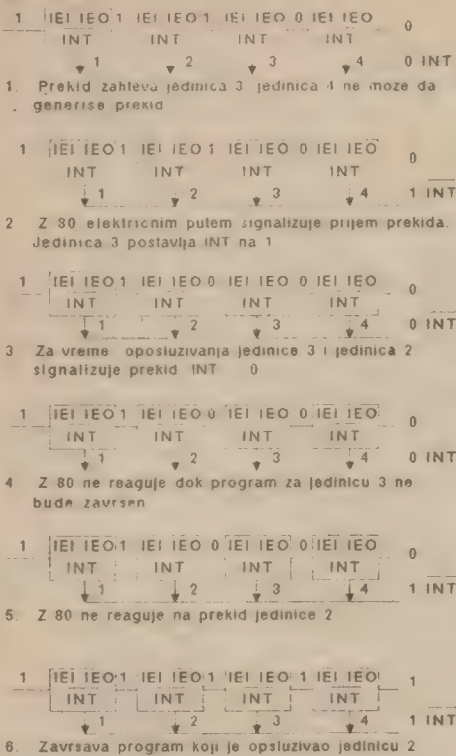 1 IEI IEO 1 IEI IEO 1 IEI IEO 0 IEI IEO 0
INT INT INT INT
1 2 3 4 0 INT
1. Prekid zahteva jedinica 3 jedinica 4 ne moze da
generise prekid
1 IEI IEO 1 IEI IEO 1 IEI IEO 0 IEI IEO 0
INT INT INT INT
1 2 3 4 1 INT
2 Z 80 elektricnim putem signalizuje prijem prekida.
Jedinica 3 postavlja INT na 1
1 IEI IEO 1 IEI IEO 0 IEI IEO 0 IEI IEO 0
INT INT INT INT
1 2 3 4 0 INT
3 Za vreme oposluzivanja jedinice 3 i jedinica 2
signalizuje prekid INT 0
1 IEI IEO 1 IEI IEO 0 IEI IEO 0 IEI IEO 0
INT INT INT INT
1 2 3 4 0 INT
4 Z 80 ne reaguje dok program za jedinicu 3 ne
bude zavrsen
1 IEI IEO 1 IEI IEO 0 IEI IEO 0 IEI IEO 0
INT INT INT INT
1 2 3 4 1 INT
5. Z 80 ne reaguje na prekid jedinice 2
1 IEI IEO 1 IEI IEO 1 IEI IEO 1 IEI IEO 1
INT INT INT INT
1 2 3 4 1 INT
6. Zavrsava program koji je opsluzivao jedinicu 2